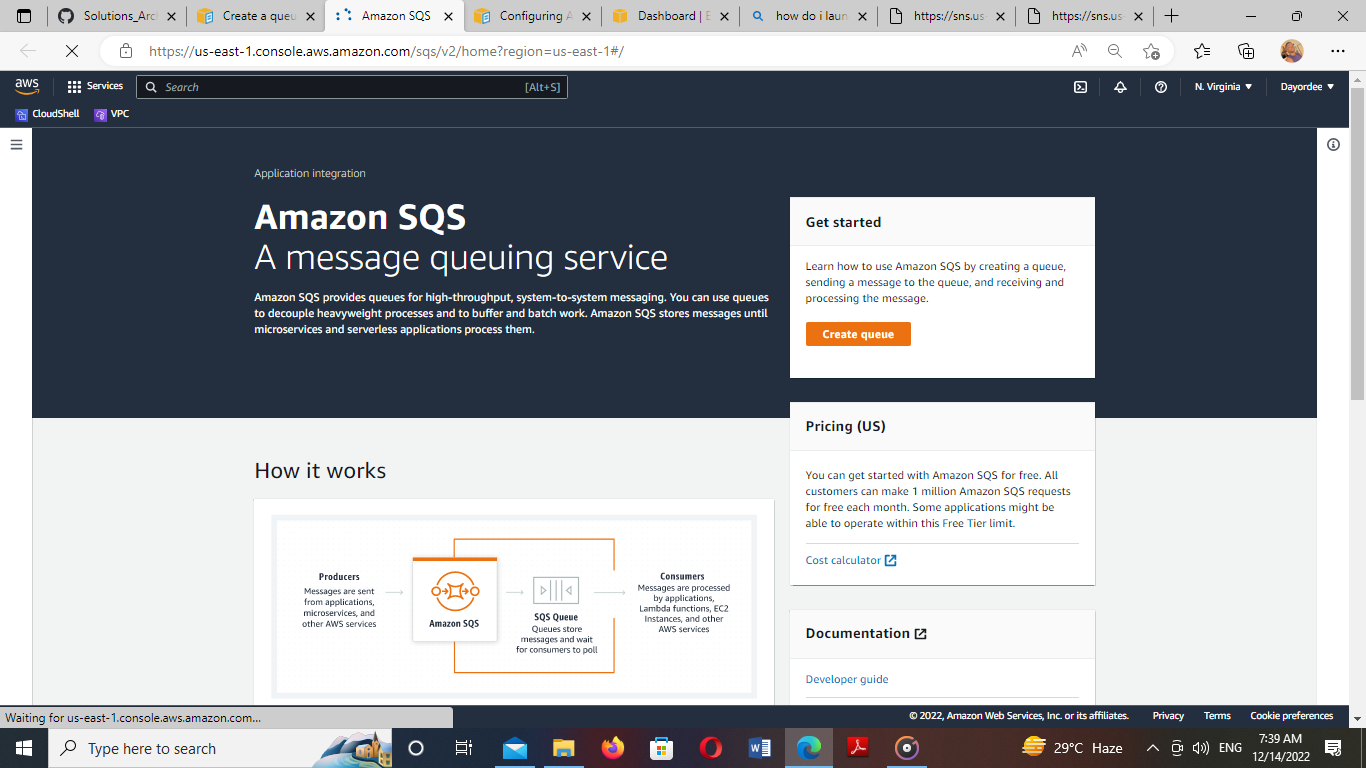 Solutions_Arc
Create a queu
Amazon SQS
Configuring A
Dashboard | E
how do i laun
https://sns.us-
https://sns.us-
https://us-east-1.console.aws.amazon.com/sqs/v2/home?region=us-east-1#/
aws
Services
Search
[Alt+S]
N. Virginia
Dayordee
CloudShell
VPC
Application integration
Amazon SQS
A message queuing service
Amazon SQS provides queues for high-throughput, system-to-system messaging. You can use queues
to decouple heavyweight processes and to buffer and batch work. Amazon SQS stores messages until
microservices and serverless applications process them.
Get started
Learn how to use Amazon SQS by creating a queue,
sending a message to the queue, and receiving and
processing the message.
Create queue
Pricing (US)
You can get started with Amazon SQS for free. All
customers can make 1 million Amazon SQS requests
for free each month. Some applications might be
able to operate within this Free Tier limit.
Cost calculator
Documentation
Developer guide
How it works
Producers
Messages are sent
from applications,
microservices, and
other AWS services
Amazon SQS
SQS Queue
Queues store
messages and wait
for consumers to poll
Consumers
Messages are processed
by applications,
Lambda functions, EC2
Instances, and other
AWS services
Waiting for us-east-1.console.aws.amazon.com...
© 2022, Amazon Web Services, Inc. or its affiliates.
Privacy
Terms
Cookie preferences
Type here to search
29°C Haze
ENG
7:39 AM
12/14/2022